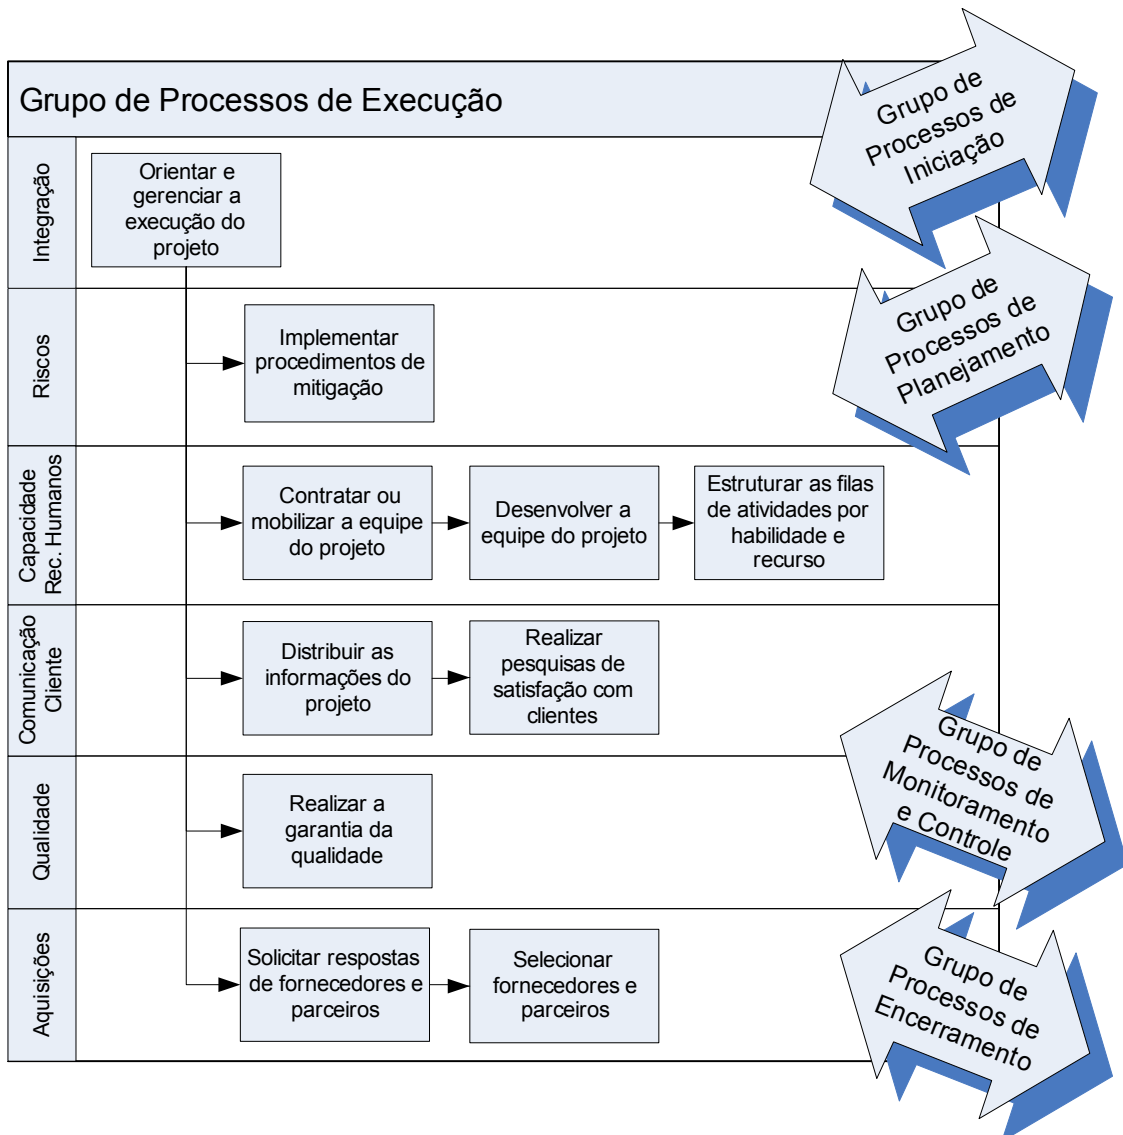 Grupo de Processos de Execução
Grupo de
Processos de
Iniciação
Integração
Orientar e
gerenciar a
execução do
projeto
Grupo de
Processos de
Planejamento
Riscos
Implementar
procedimentos de
mitigação
Capacidade
Rec. Humanos
Contratar ou
mobilizar a equipe
do projeto
Desenvolver a
equipe do projeto
Estruturar as filas
de atividades por
habilidade e
recurso
Comunicação
Cliente
Distribuir as
informações do
projeto
Realizar
pesquisas de
satisfação com
clientes
Grupo de
Processos de
Monitoramento
e Controle
Qualidade
Realizar a
garantia da
qualidade
Aquisições
Solicitar respostas
de fornecedores e
parceiros
Selecionar
fornecedores e
parceiros
Grupo de
Processos de
Encerramento